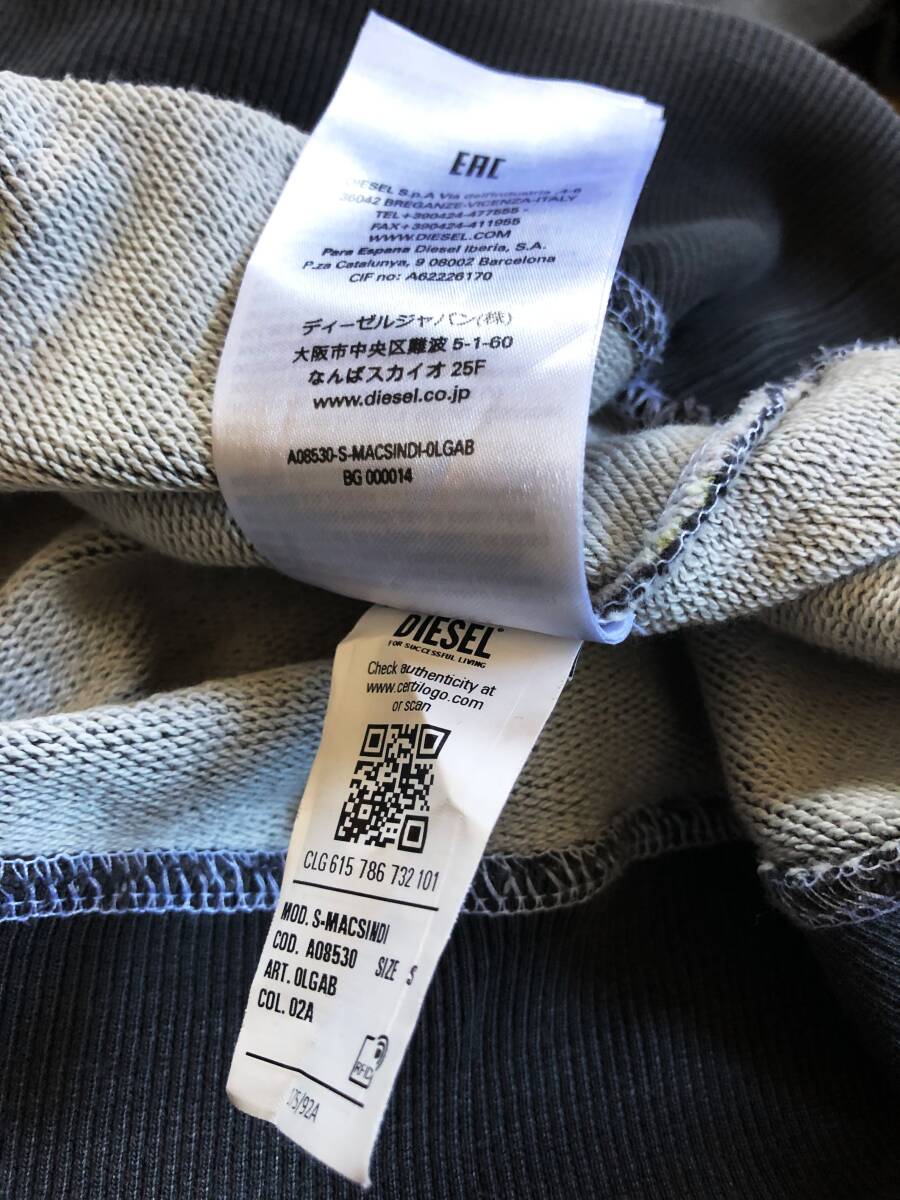 EAC
DIESEL S.p.A Via dell'Industria ,4-6
36042 BREGANZE-VICENZA-ITALY
TEL+390424-477555 -
FAX+390424-411955
WWW.DIESEL.COM
Para Espana Diesel Iberia, S.A.
P.za Catalunya, 9 08002 Barcelona
CIF no: A62226170
ディーゼルジャパン(株)
大阪市中央区難波 5-1-60
なんばスカイオ 25F
www.diesel.co.jp
A08530-S-MACSINDI-0LGAB
BG 000014
DIESEL
FOR SUCCESSFUL LIVING
Check authenticity at
www.certilogo.com
or scan
CLG 615 786 732 101
MOD. S-MACSINDI
COD. A08530 SIZE S
ART. 0LGAB
COL. 02A
RFID
/92A